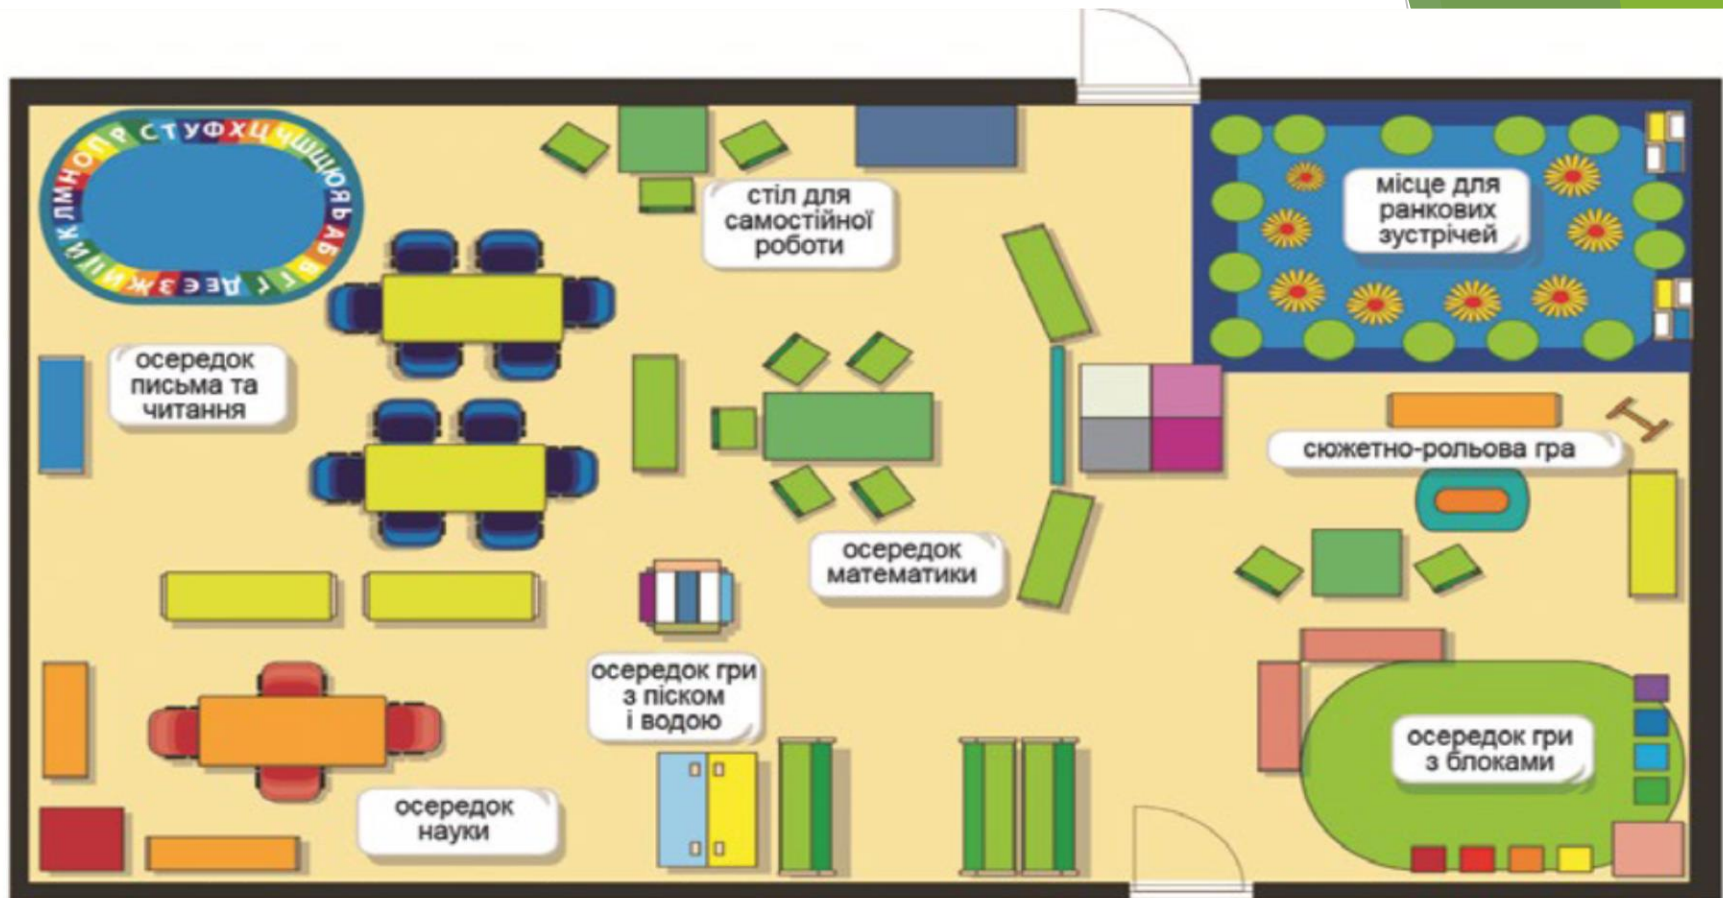 К Л М Н О П Р С Т У Ф Х Ц Ч Ш Щ Ю Я Ь А Б В Г Ґ Д Е Є З Ж И І Ї Й
стіл для
самостійної
роботи
місце для
ранкових
зустрічей
осередок
письма та
читання
сюжетно-рольова гра
осередок
математики
осередок гри
з піском
і водою
осередок гри
з блоками
осередок
науки